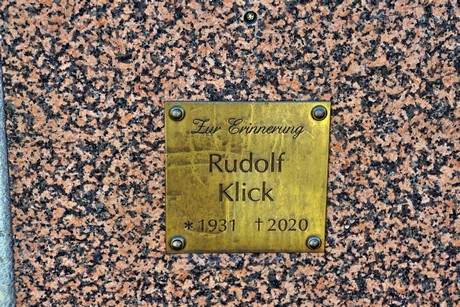 Zur Erinnerung
Rudolf
Klick
* 1931 † 2020